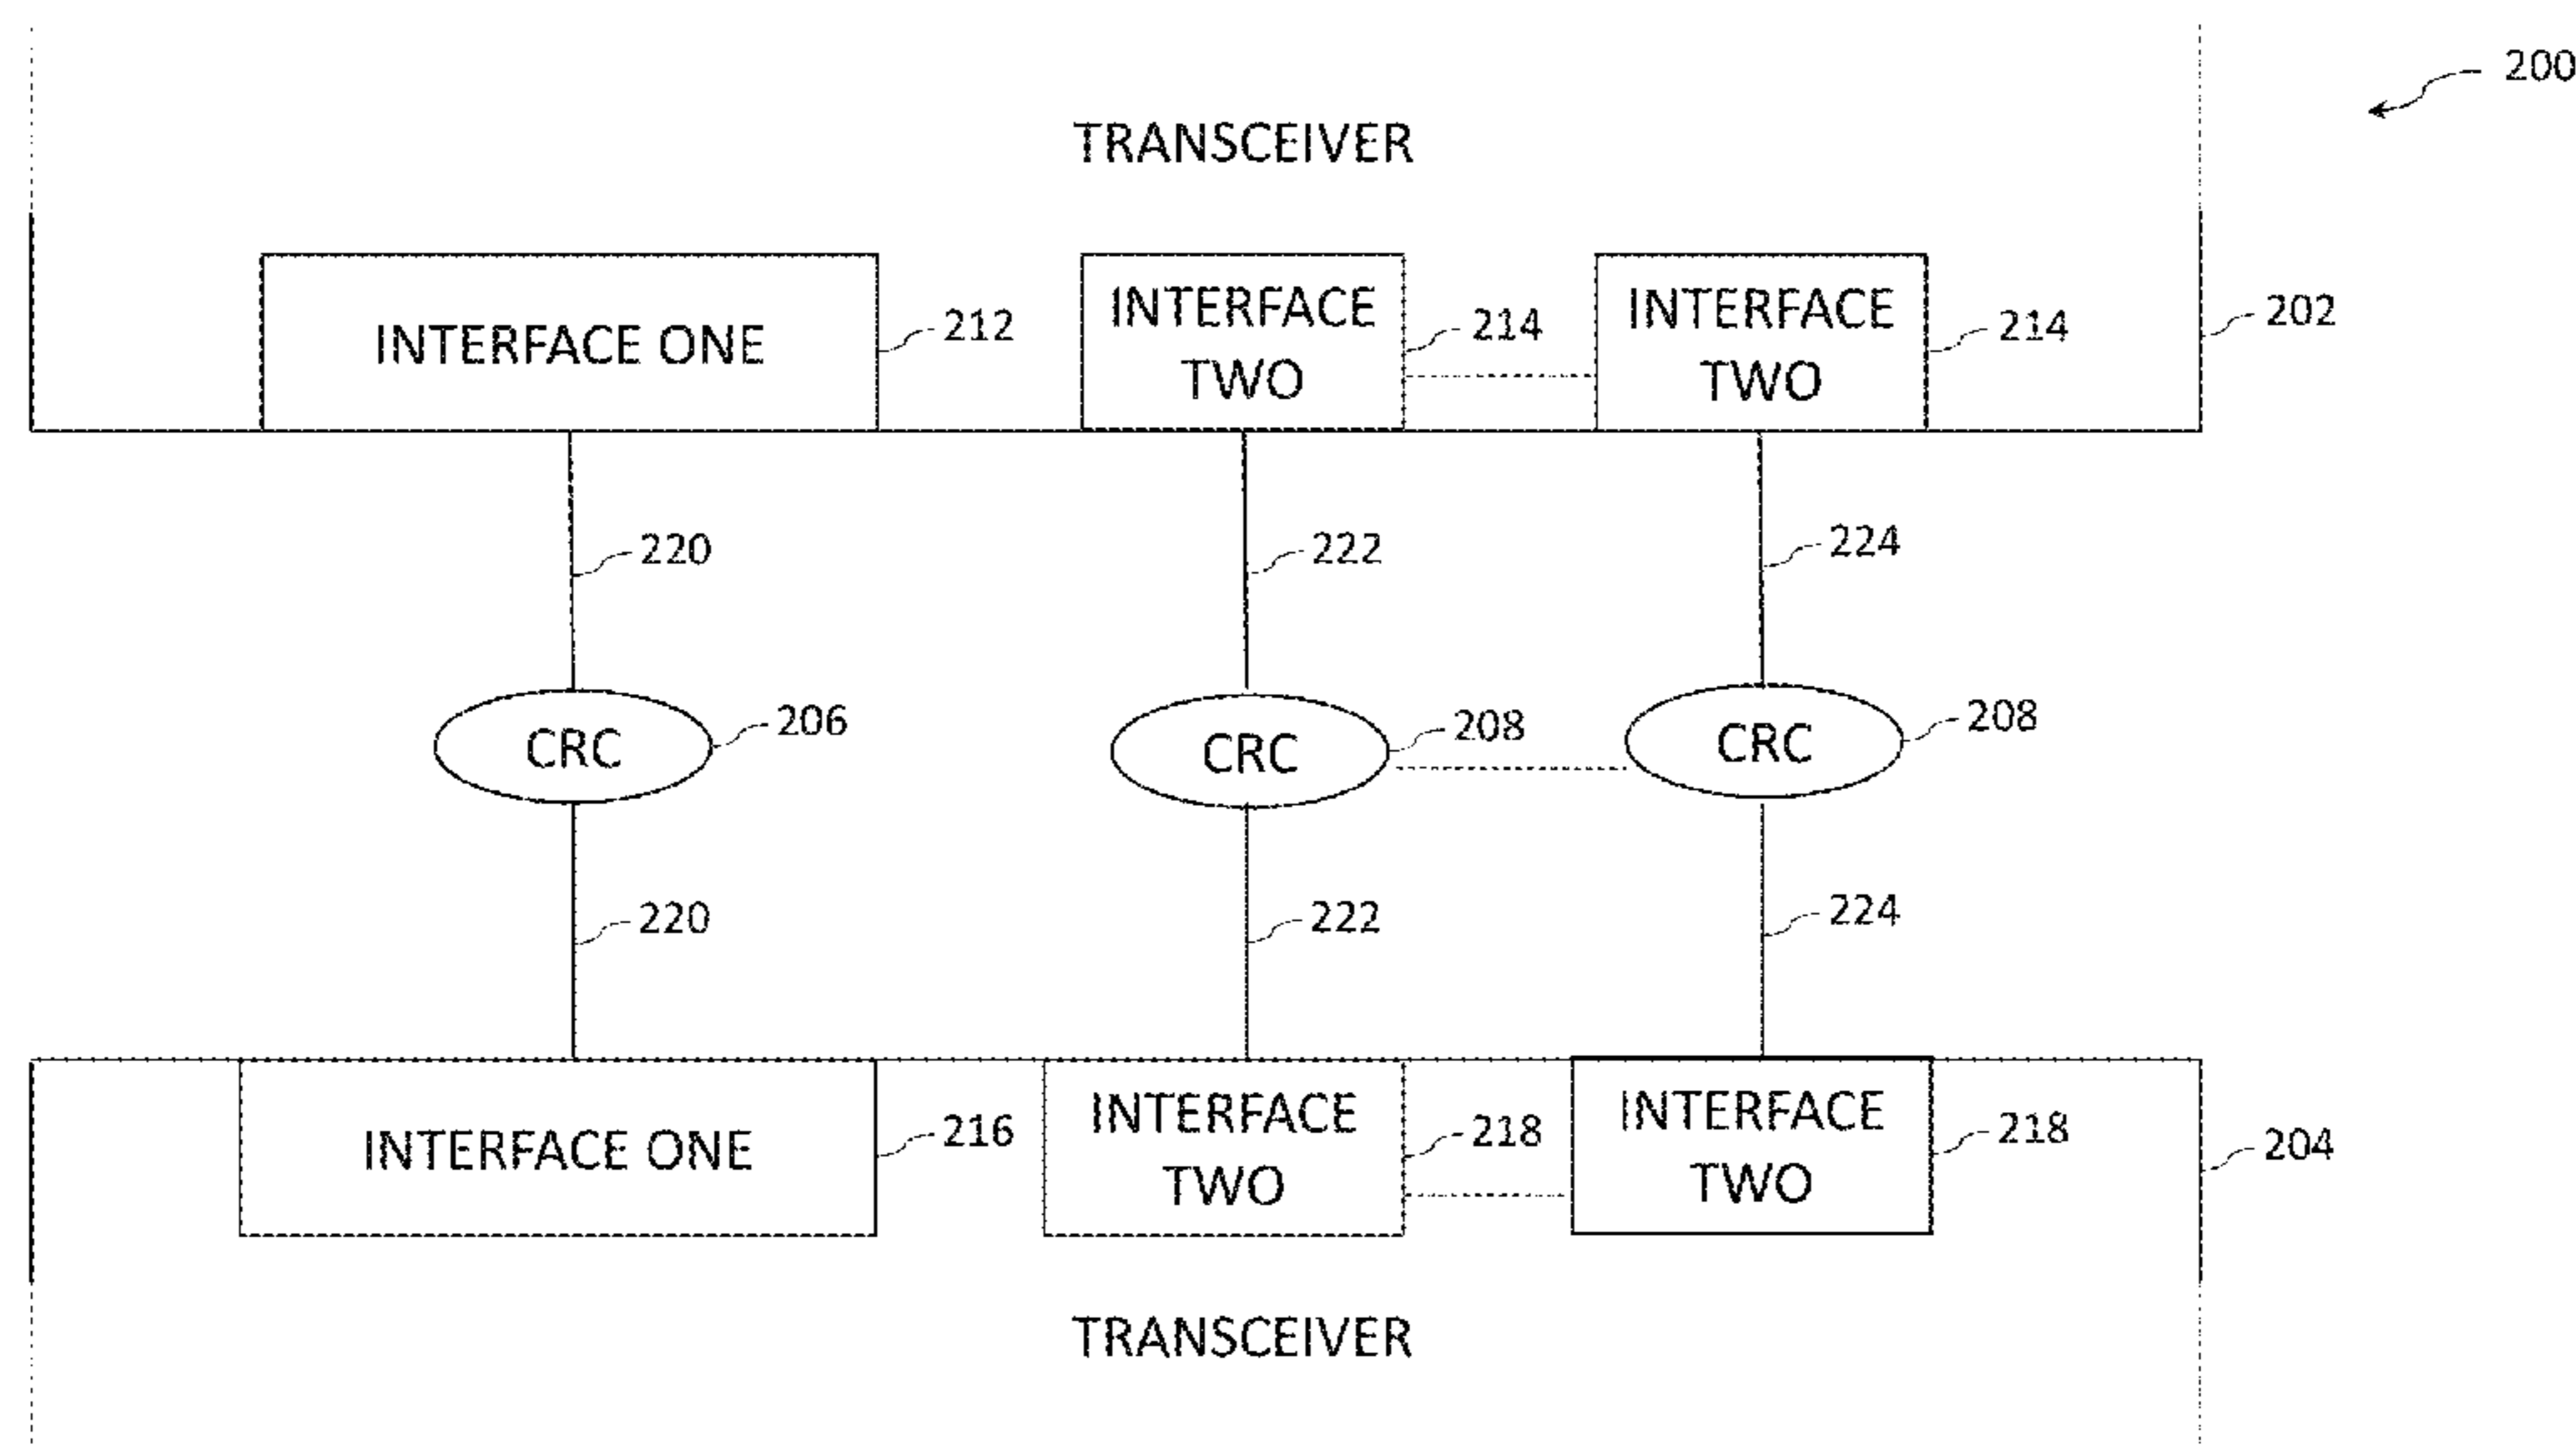 200
TRANSCEIVER
INTERFACE ONE
212
INTERFACE
TWO
214
INTERFACE
TWO
214
202
220
222
224
CRC
206
CRC
208
CRC
208
220
222
224
INTERFACE ONE
216
INTERFACE
TWO
218
INTERFACE
TWO
218
204
TRANSCEIVER